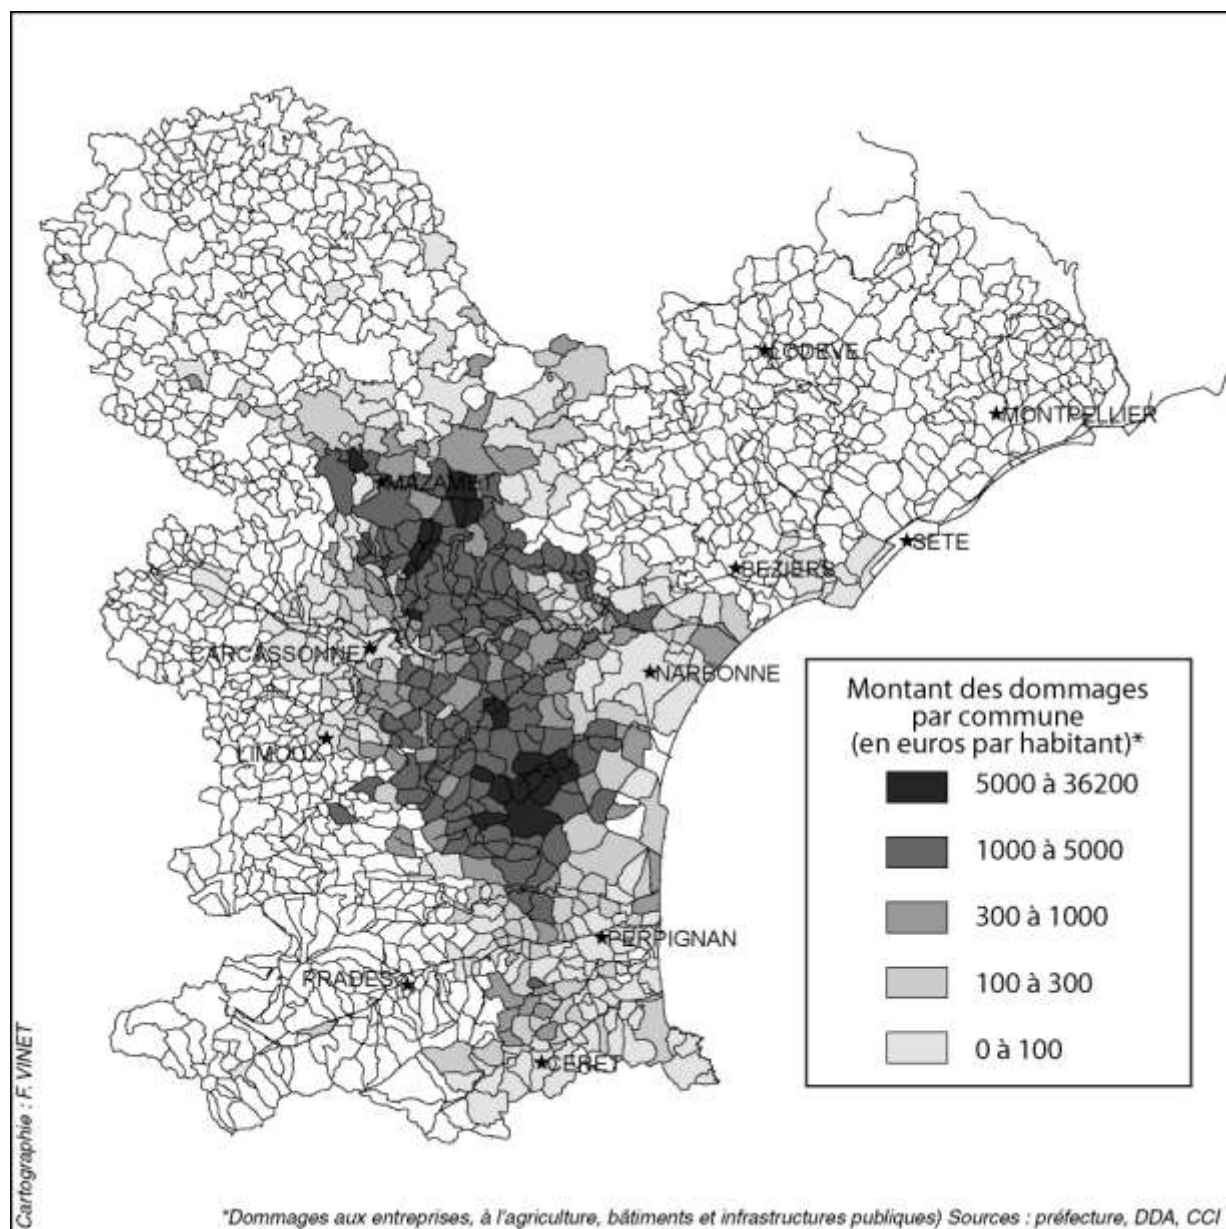 LODEVE
MONTPELLIER
MAZAMET
SETE
BEZIERS
CARCASSONNE
NARBONNE
LIMOUX
PERPIGNAN
PRADES
CERET
Montant des dommages
par commune
(en euros par habitant)*
5000 à 36200
1000 à 5000
300 à 1000
100 à 300
0 à 100
Cartographie : F. VINET
*Dommages aux entreprises, à l'agriculture, bâtiments et infrastructures publiques) Sources : préfecture, DDA, CCI